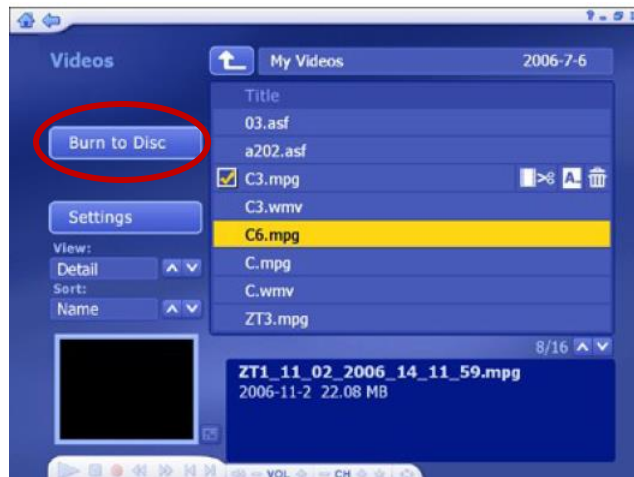 Videos
My Videos 2006-7-6
Title
Burn to Disc
03.asf
a202.asf
C3.mpg A
C3.wmv
Settings
C6.mpg
View:
Detail
C.mpg
Sort:
C.wmv
Name
ZT3.mpg
8/16
ZT1_11_02_2006_14_11_59.mpg
2006-11-2 22.08 MB
VOL CH